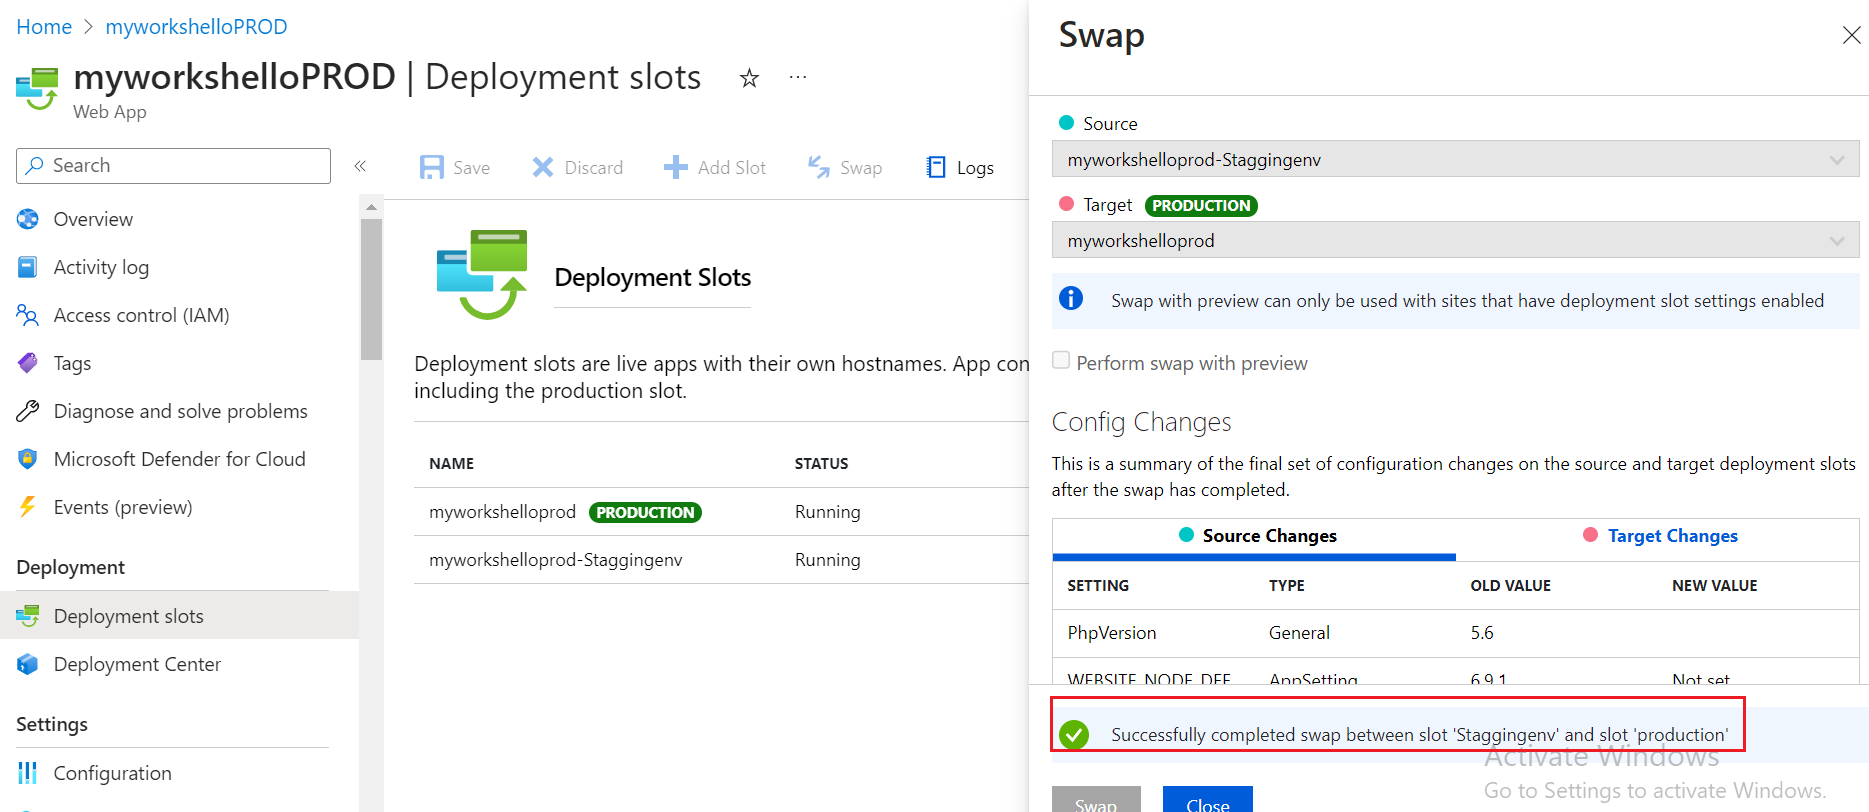 Home > myworkshelloPROD
myworkshelloPROD | Deployment slots
Web App
Search
Overview
Activity log
Access control (IAM)
Tags
Diagnose and solve problems
Microsoft Defender for Cloud
Events (preview)
Deployment
Deployment slots
Deployment Center
Settings
Configuration
Save Discard Add Slot Swap Logs
Deployment Slots
Deployment slots are live apps with their own hostnames. App con
including the production slot.
NAME STATUS
myworkshelloprod PRODUCTION Running
myworkshelloprod-Staggingenv Running
Swap
Source
myworkshelloprod-Staggingenv
Target PRODUCTION
myworkshelloprod
Swap with preview can only be used with sites that have deployment slot settings enabled
Perform swap with preview
Config Changes
This is a summary of the final set of configuration changes on the source and target deployment slots
after the swap has completed.
Source Changes Target Changes
SETTING TYPE OLD VALUE NEW VALUE
PhpVersion General 5.6
WEBSITE_NODE_DEF AppSetting 6.9.1 Not set
Successfully completed swap between slot 'Staggingenv' and slot 'production'
Activate Windows
Go to Settings to activate Windows.
Swap Close